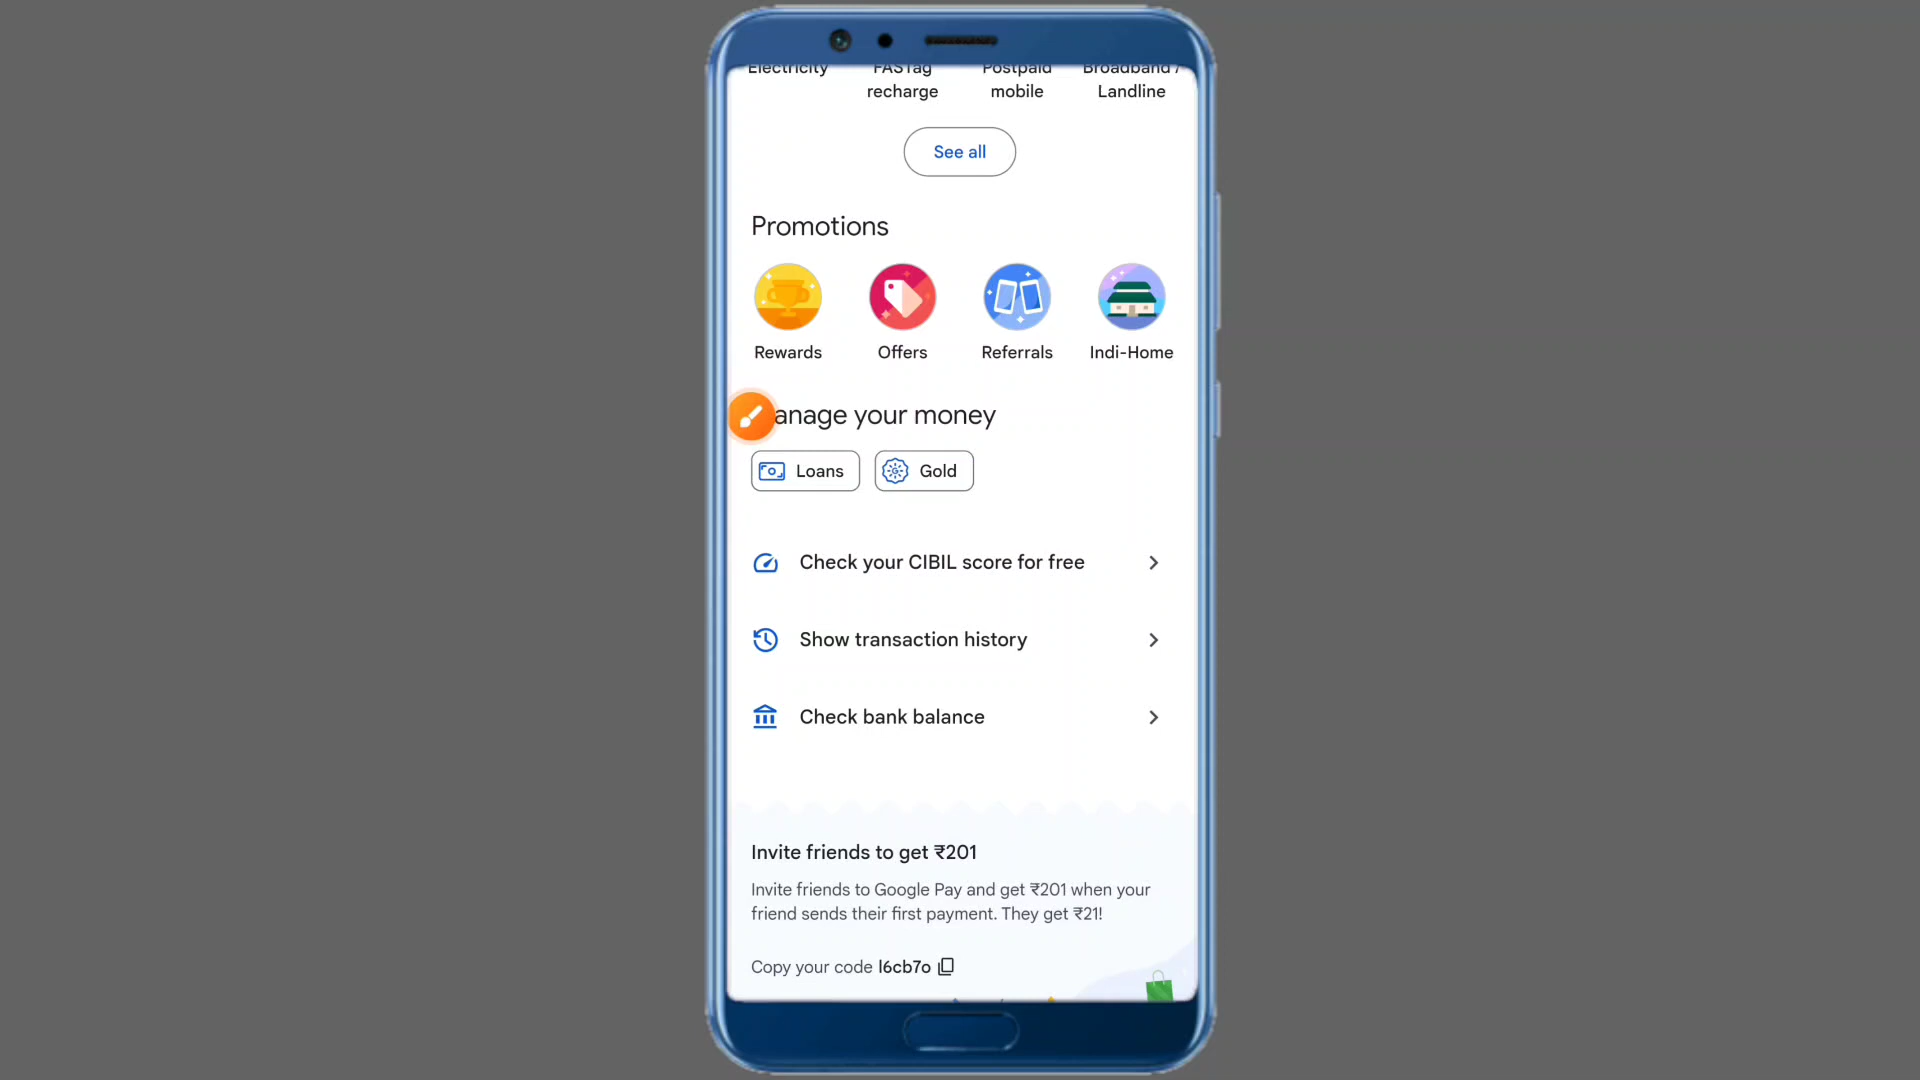 Electricity
FASTag
recharge
Postpaid
mobile
Broadband /
Landline
See all
Promotions
Rewards
Offers
Referrals
Indi-Home
anage your money
Loans
Gold
Check your CIBIL score for free
Show transaction history
Check bank balance
Invite friends to get ₹201
Invite friends to Google Pay and get ₹201 when your
friend sends their first payment. They get ₹21!
Copy your code l6cb7o